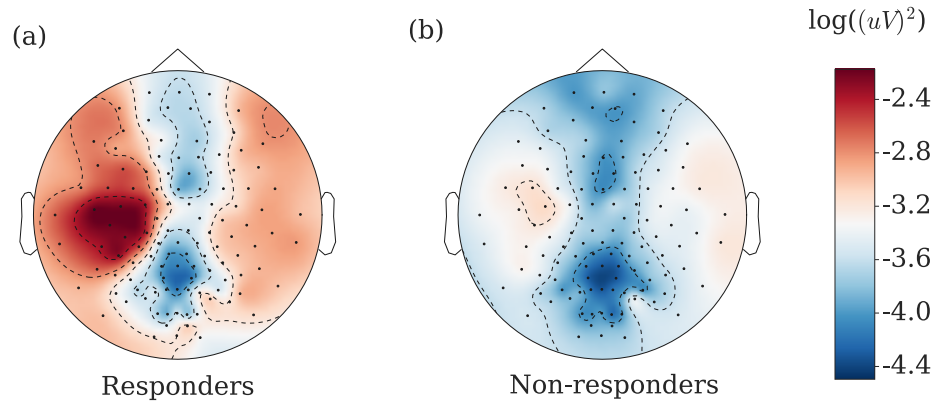 (a)
(b)
log((uV)²)
-2.4
-2.8
-3.2
-3.6
-4.0
-4.4
Responders
Non-responders